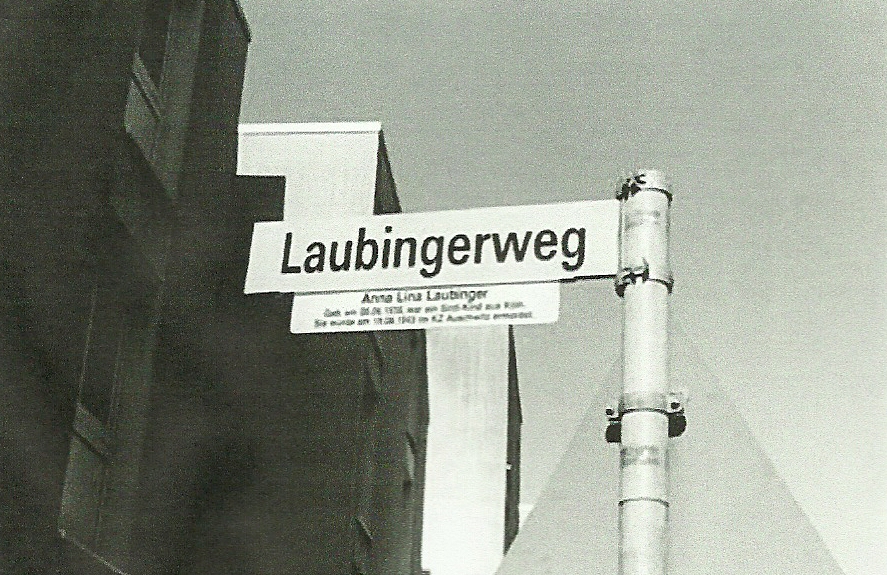 Laubingerweg
Anna Lina Laubinger
Geb. am war ein Sinti-Kind aus Köln.
Sie wurde am im KZ Auschwitz ermordet.